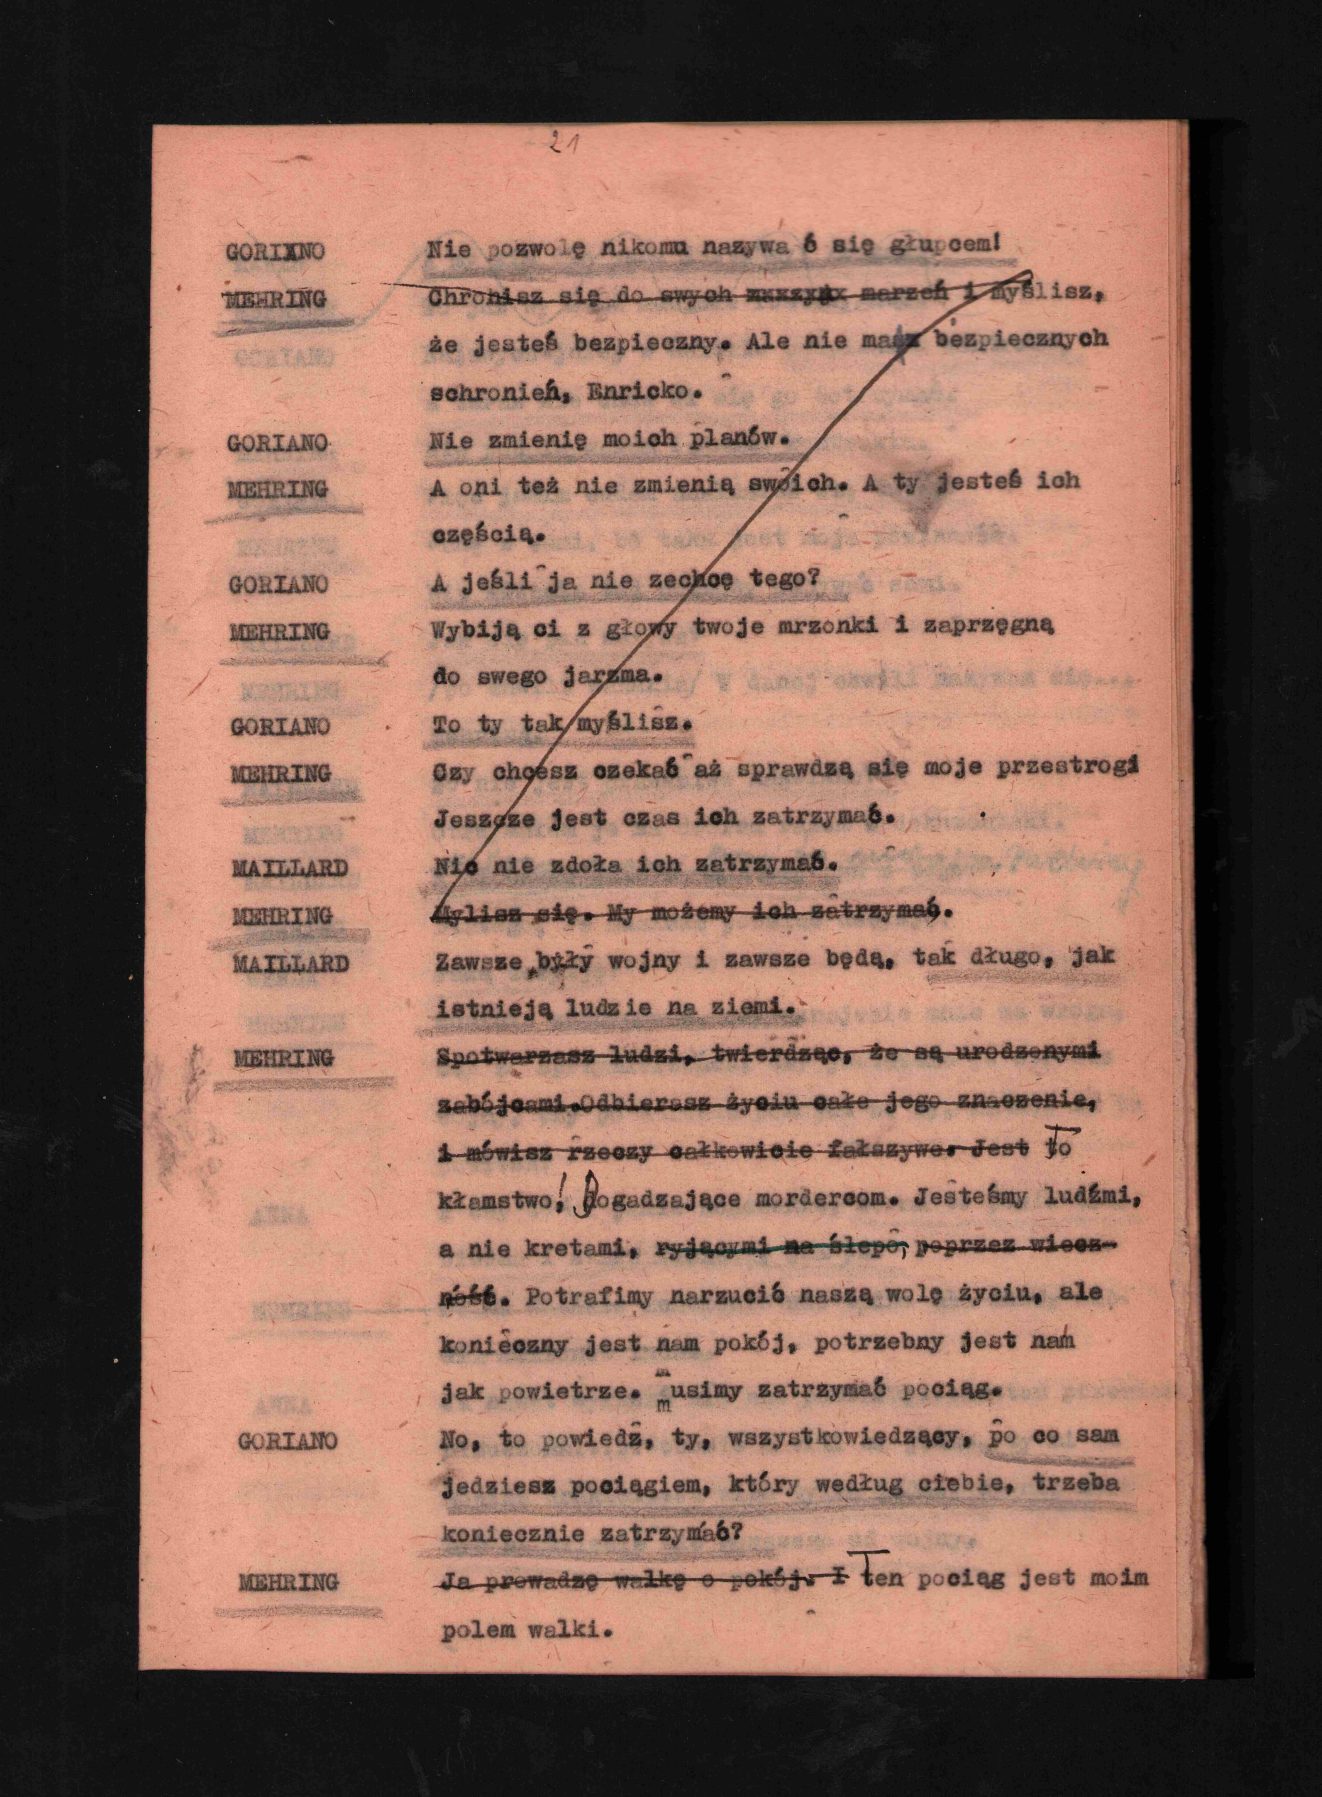 21
GORIANO Nie pozwolę nikomu nazywa ć się głupcem!
MEHRING Chronisz się do swych marzeń i myślisz,
że jesteś bezpieczny. Ale nie ma bezpiecznych
schronień, Enricko.
GORIANO Nie zmienię moich planów.
MEHRING A oni też nie zmienią swoich. A ty jesteś ich
częścią.
GORIANO A jeśli ja nie zechcę tego?
MEHRING Wybiją ci z głowy twoje mrzonki i zaprzęgną
do swego jarzma.
GORIANO To ty tak myślisz.
MEHRING Czy chcesz czekać aż sprawdzą się moje przestrogi
Jeszcze jest czas ich zatrzymać.
MAILLARD Nic nie zdoła ich zatrzymać.
MEHRING Mylisz się. My możemy ich zatrzymać.
MAILLARD Zawsze były wojny i zawsze będą, tak długo, jak
istnieją ludzie na ziemi.
MEHRING Spotwarzasz ludzi, twierdząc, że są urodzonymi
zabójcami.Odbierasz życiu całe jego znaczenie,
i mówisz rzeczy całkowicie fałszywe. Jest To
kłamstwo! Dogadzające mordercom. Jesteśmy ludźmi,
a nie kretami, ryjącymi na ślepo, poprzez wiecz-
ność. Potrafimy narzucić naszą wolę życiu, ale
konieczny jest nam pokój, potrzebny jest nam
jak powietrze. musimy zatrzymać pociąg.
GORIANO No, to powiedz, ty, wszystkowiedzący, po co sam
jedziesz pociągiem, który według ciebie, trzeba
koniecznie zatrzymać?
MEHRING Ja prowadzę walkę o pokój. I Ten pociąg jest moim
polem walki.